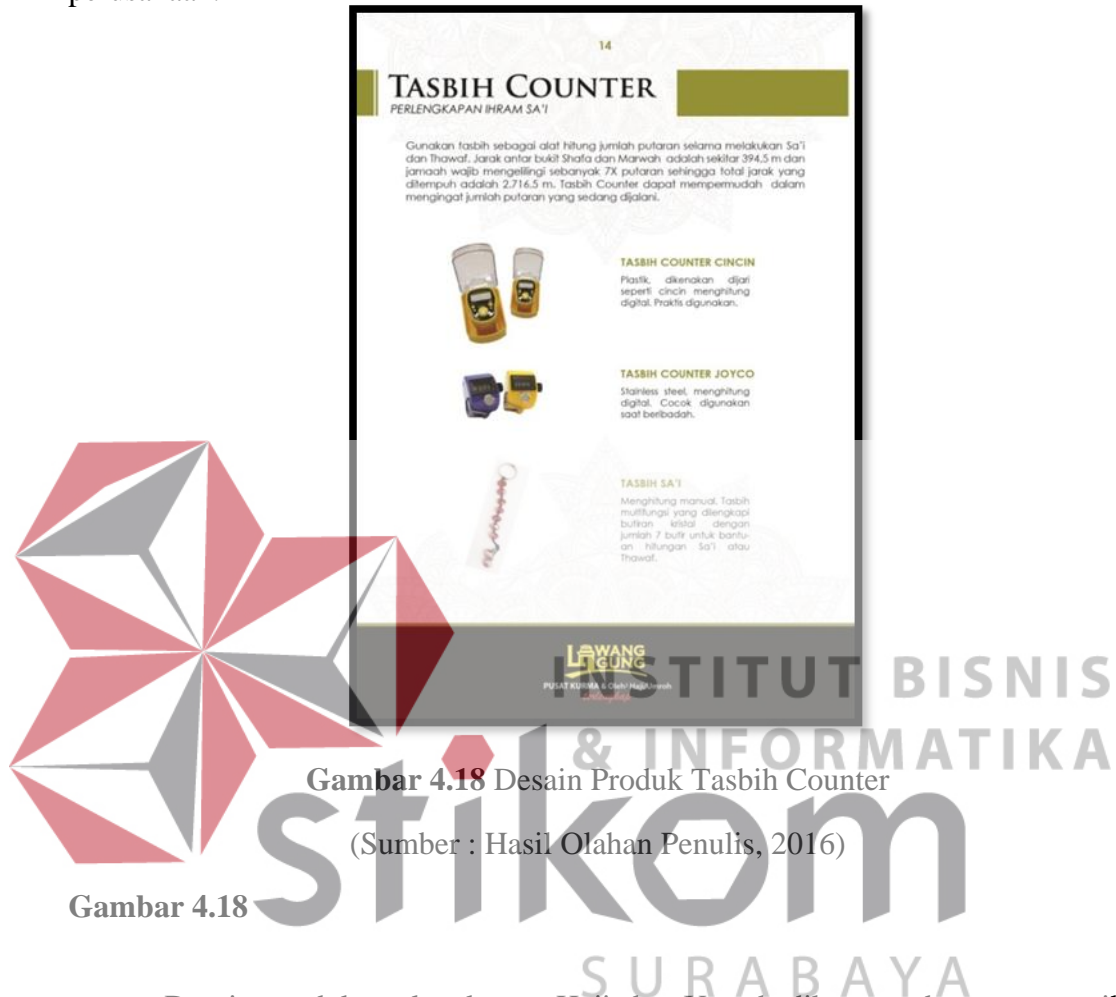 14
TASBIH COUNTER
PERLENGKAPAN IHRAM SA'I
Gunakan tasbih sebagai alat hitung jumlah putaran selama melakukan Sa'i
dan Thawaf. Jarak antar bukit Shafa dan Marwah adalah sekitar 394,5 m dan
jamaah wajib mengelilingi sebanyak 7X putaran sehingga total jarak yang
ditempuh adalah 2.716.5 m. Tasbih Counter dapat mempermudah dalam
mengingat jumlah putaran yang sedang dijalani.
TASBIH COUNTER CINCIN
Plastik, dikenakan dijari
seperti cincin menghitung
digital. Praktis digunakan.
TASBIH COUNTER JOYCO
Stainless steel, menghitung
digital. Cocok digunakan
saat beribadah.
TASBIH SA'I
Menghitung manual. Tasbih
multifungsi yang dilengkapi
butiran kristal dengan
jumlah 7 butir untuk bantu-
an hitungan Sa'i atau
Thawaf.
LAWANG
AGUNG
PUSAT KURMA & Oleh² Haji/Umroh
INSTITUT BISNIS
& INFORMATIKA
Gambar 4.18 Desain Produk Tasbih Counter
stikom
(Sumber : Hasil Olahan Penulis, 2016)
Gambar 4.18
SURABAYA